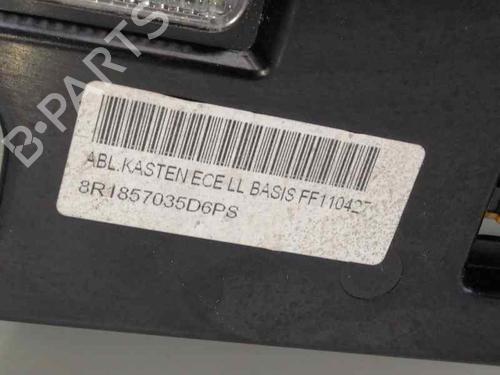 B-PARTS
ABL.KASTEN ECE LL BASIS FF110427
8R1857035D6PS